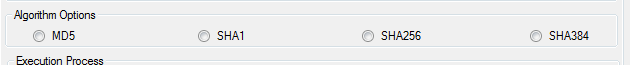 Algorithm Options
MD5 SHA1 SHA256 SHA384
Execution Process